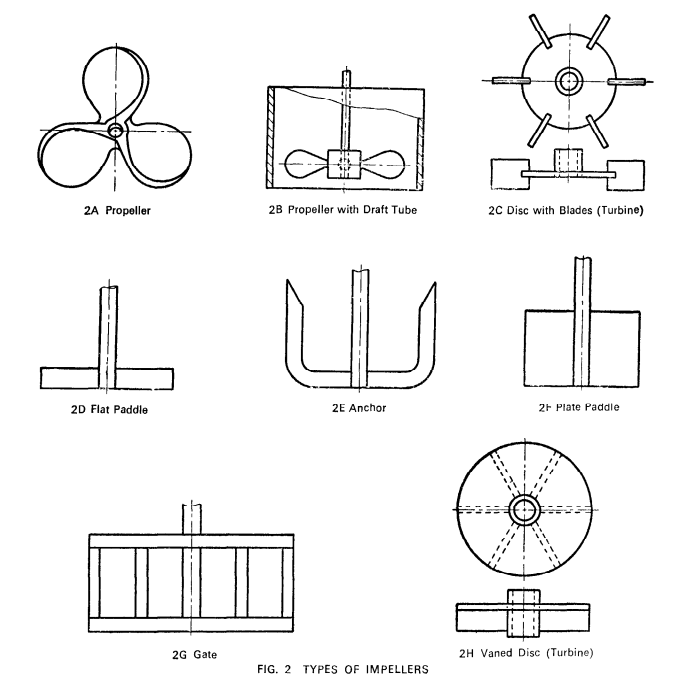 2A Propeller
2B Propeller with Draft Tube
2C Disc with Blades (Turbine)
2D Flat Paddle
2E Anchor
2F Plate Paddle
2G Gate
2H Vaned Disc (Turbine)
FIG. 2 TYPES OF IMPELLERS